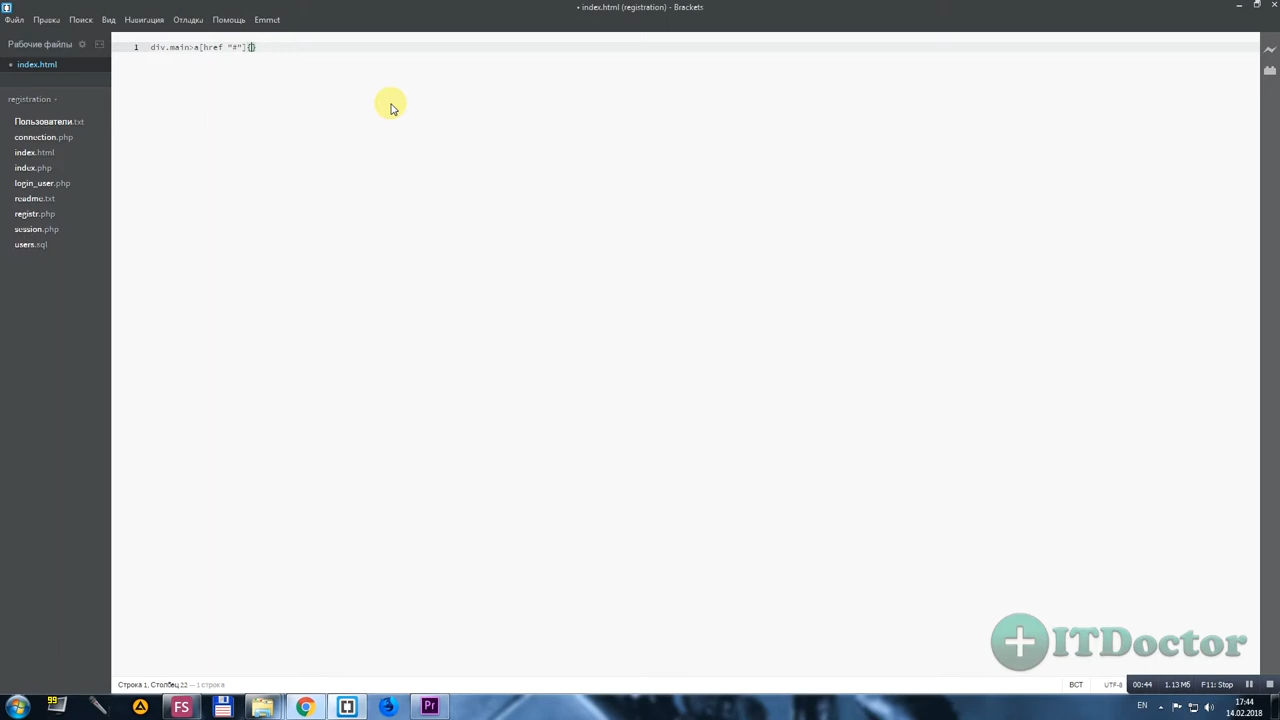 • index.html (registration) - Brackets
Файл Правка Поиск Вид Навигация Отладка Помощь Emmet
Рабочие файлы
• index.html
registration
Пользователи.txt
connection.php
index.html
index.php
login_user.php
readme.txt
registr.php
session.php
users.sql
1 div.main>a[href "#"]{}
ITDoctor
Строка 1, Столбец 22 — 1 строка
ВСТ UTF-8 00:44 1.13 Мб F11: Stop
99 FS Pr EN 17:44
14.02.2018